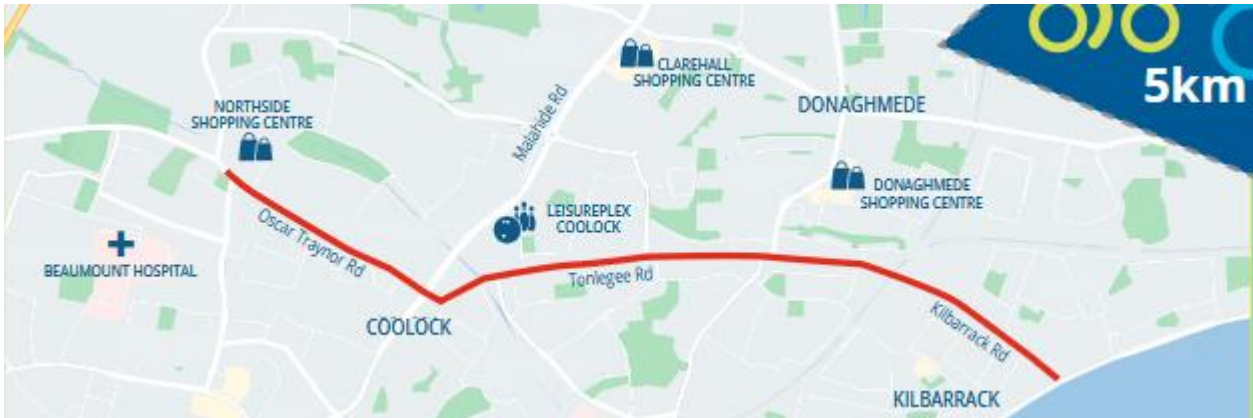 5km
CLAREHALL
SHOPPING CENTRE
NORTHSIDE
SHOPPING CENTRE
Malahide Rd
DONAGHMEDE
DONAGHMEDE
SHOPPING CENTRE
LEISUREPLEX
COOLOCK
Oscar Traynor Rd
BEAUMOUNT HOSPITAL
Tonlegee Rd
COOLOCK
Kilbarrack Rd
KILBARRACK